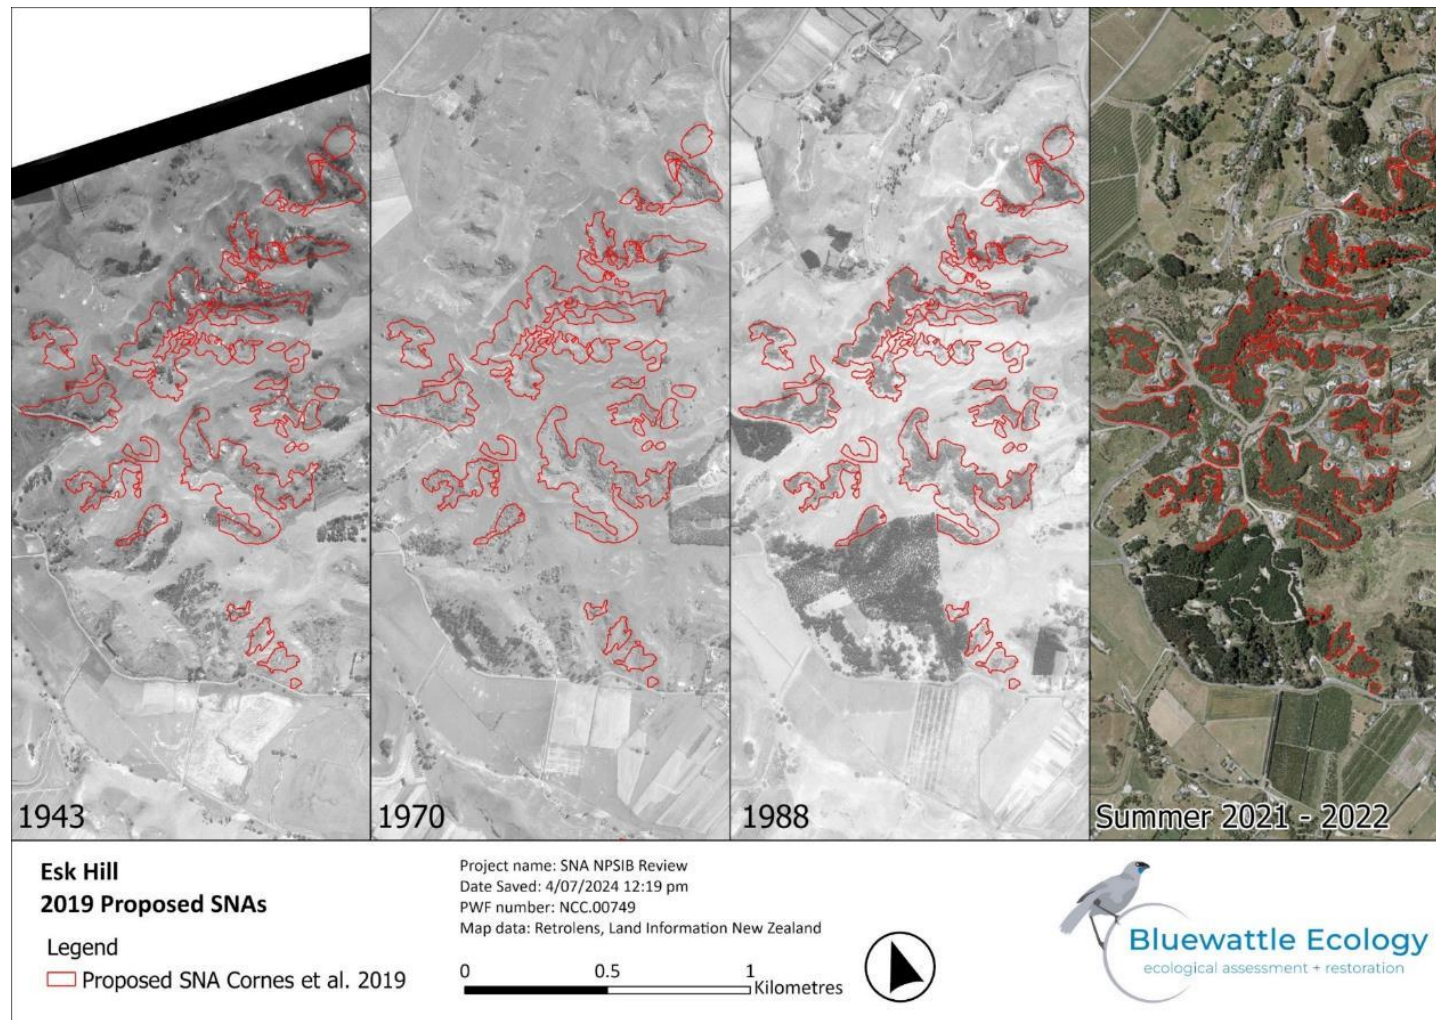 1943
1970
1988
Summer 2021 - 2022
Esk Hill
2019 Proposed SNAs
Legend
Proposed SNA Cornes et al. 2019
Project name: SNA NPSIB Review
Date Saved: 4/07/2024 12:19 pm
PWF number: NCC.00749
Map data: Retrolens, Land Information New Zealand
0 0.5 1
Kilometres
Bluewattle Ecology
ecological assessment + restoration